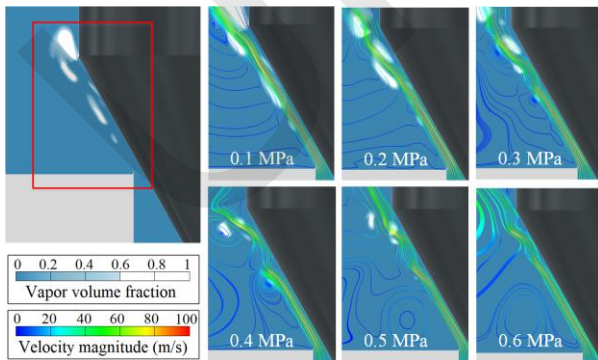 0.1 MPa
0.2 MPa
0.3 MPa
0.4 MPa
0.5 MPa
0.6 MPa
0 0.2 0.4 0.6 0.8 1
Vapor volume fraction
0 20 40 60 80 100
Velocity magnitude (m/s)